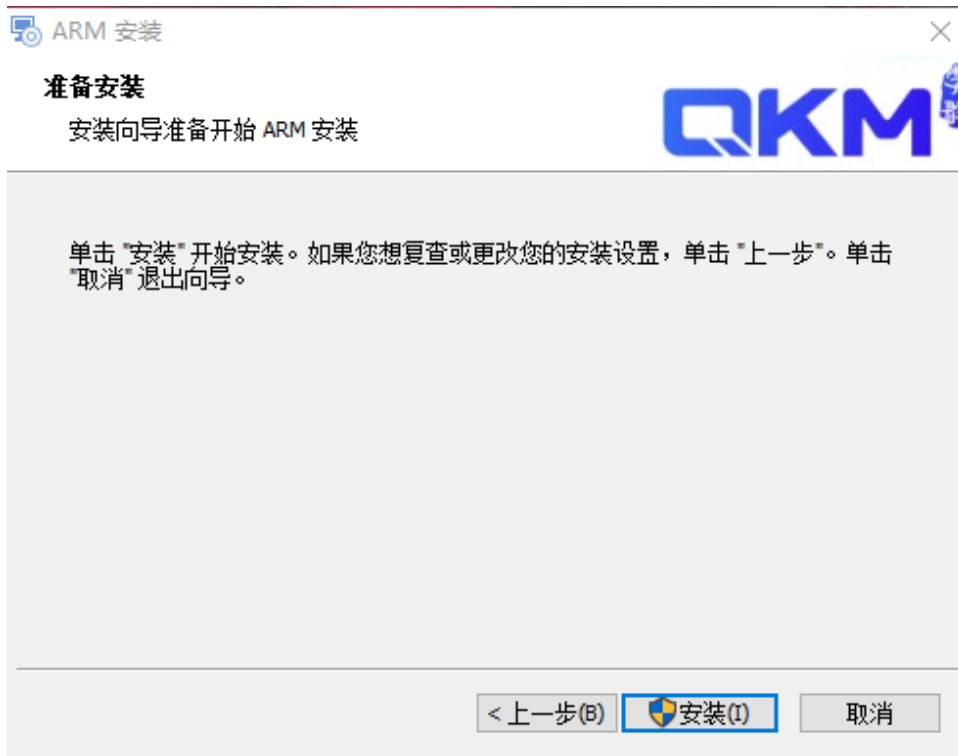 ARM 安装
准备安装
安装向导准备开始 ARM 安装
QKM
单击 "安装" 开始安装。如果您想复查或更改您的安装设置，单击 "上一步"。单击
"取消" 退出向导。
< 上一步(B)
安装(I)
取消